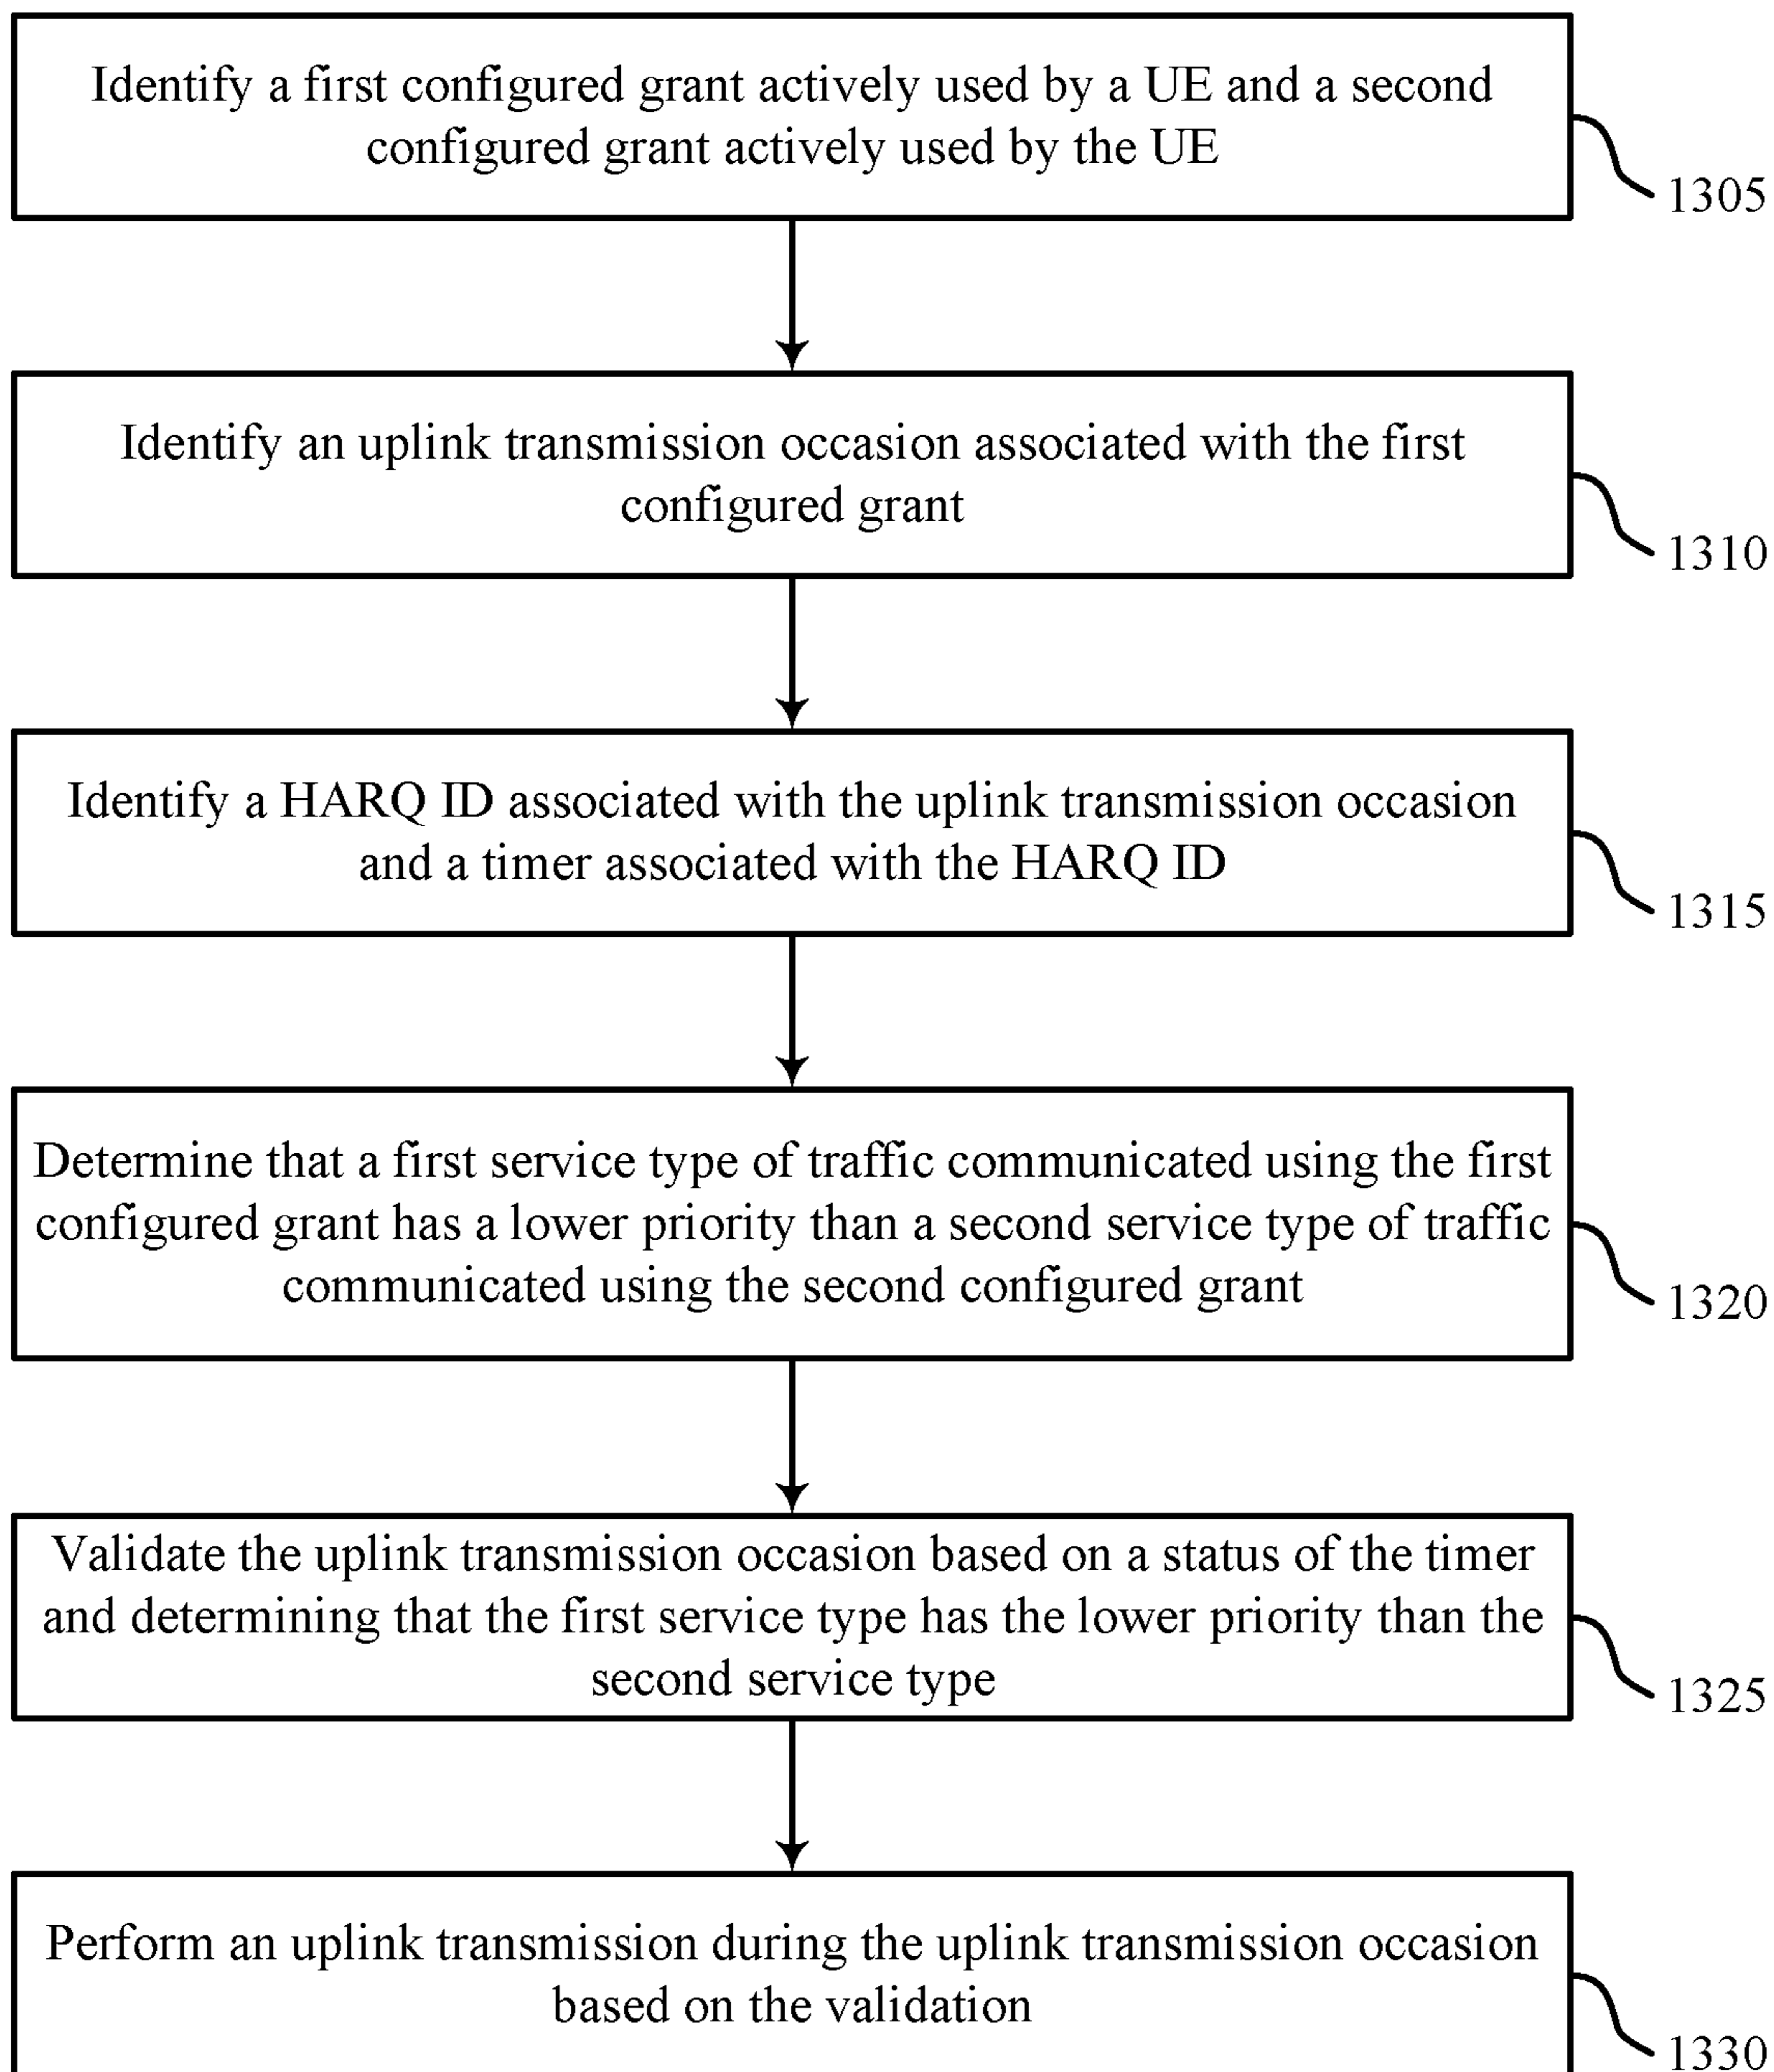 Identify a first configured grant actively used by a UE and a second
configured grant actively used by the UE
1305
Identify an uplink transmission occasion associated with the first
configured grant
1310
Identify a HARQ ID associated with the uplink transmission occasion
and a timer associated with the HARQ ID
1315
Determine that a first service type of traffic communicated using the first
configured grant has a lower priority than a second service type of traffic
communicated using the second configured grant
1320
Validate the uplink transmission occasion based on a status of the timer
and determining that the first service type has the lower priority than the
second service type
1325
Perform an uplink transmission during the uplink transmission occasion
based on the validation
1330